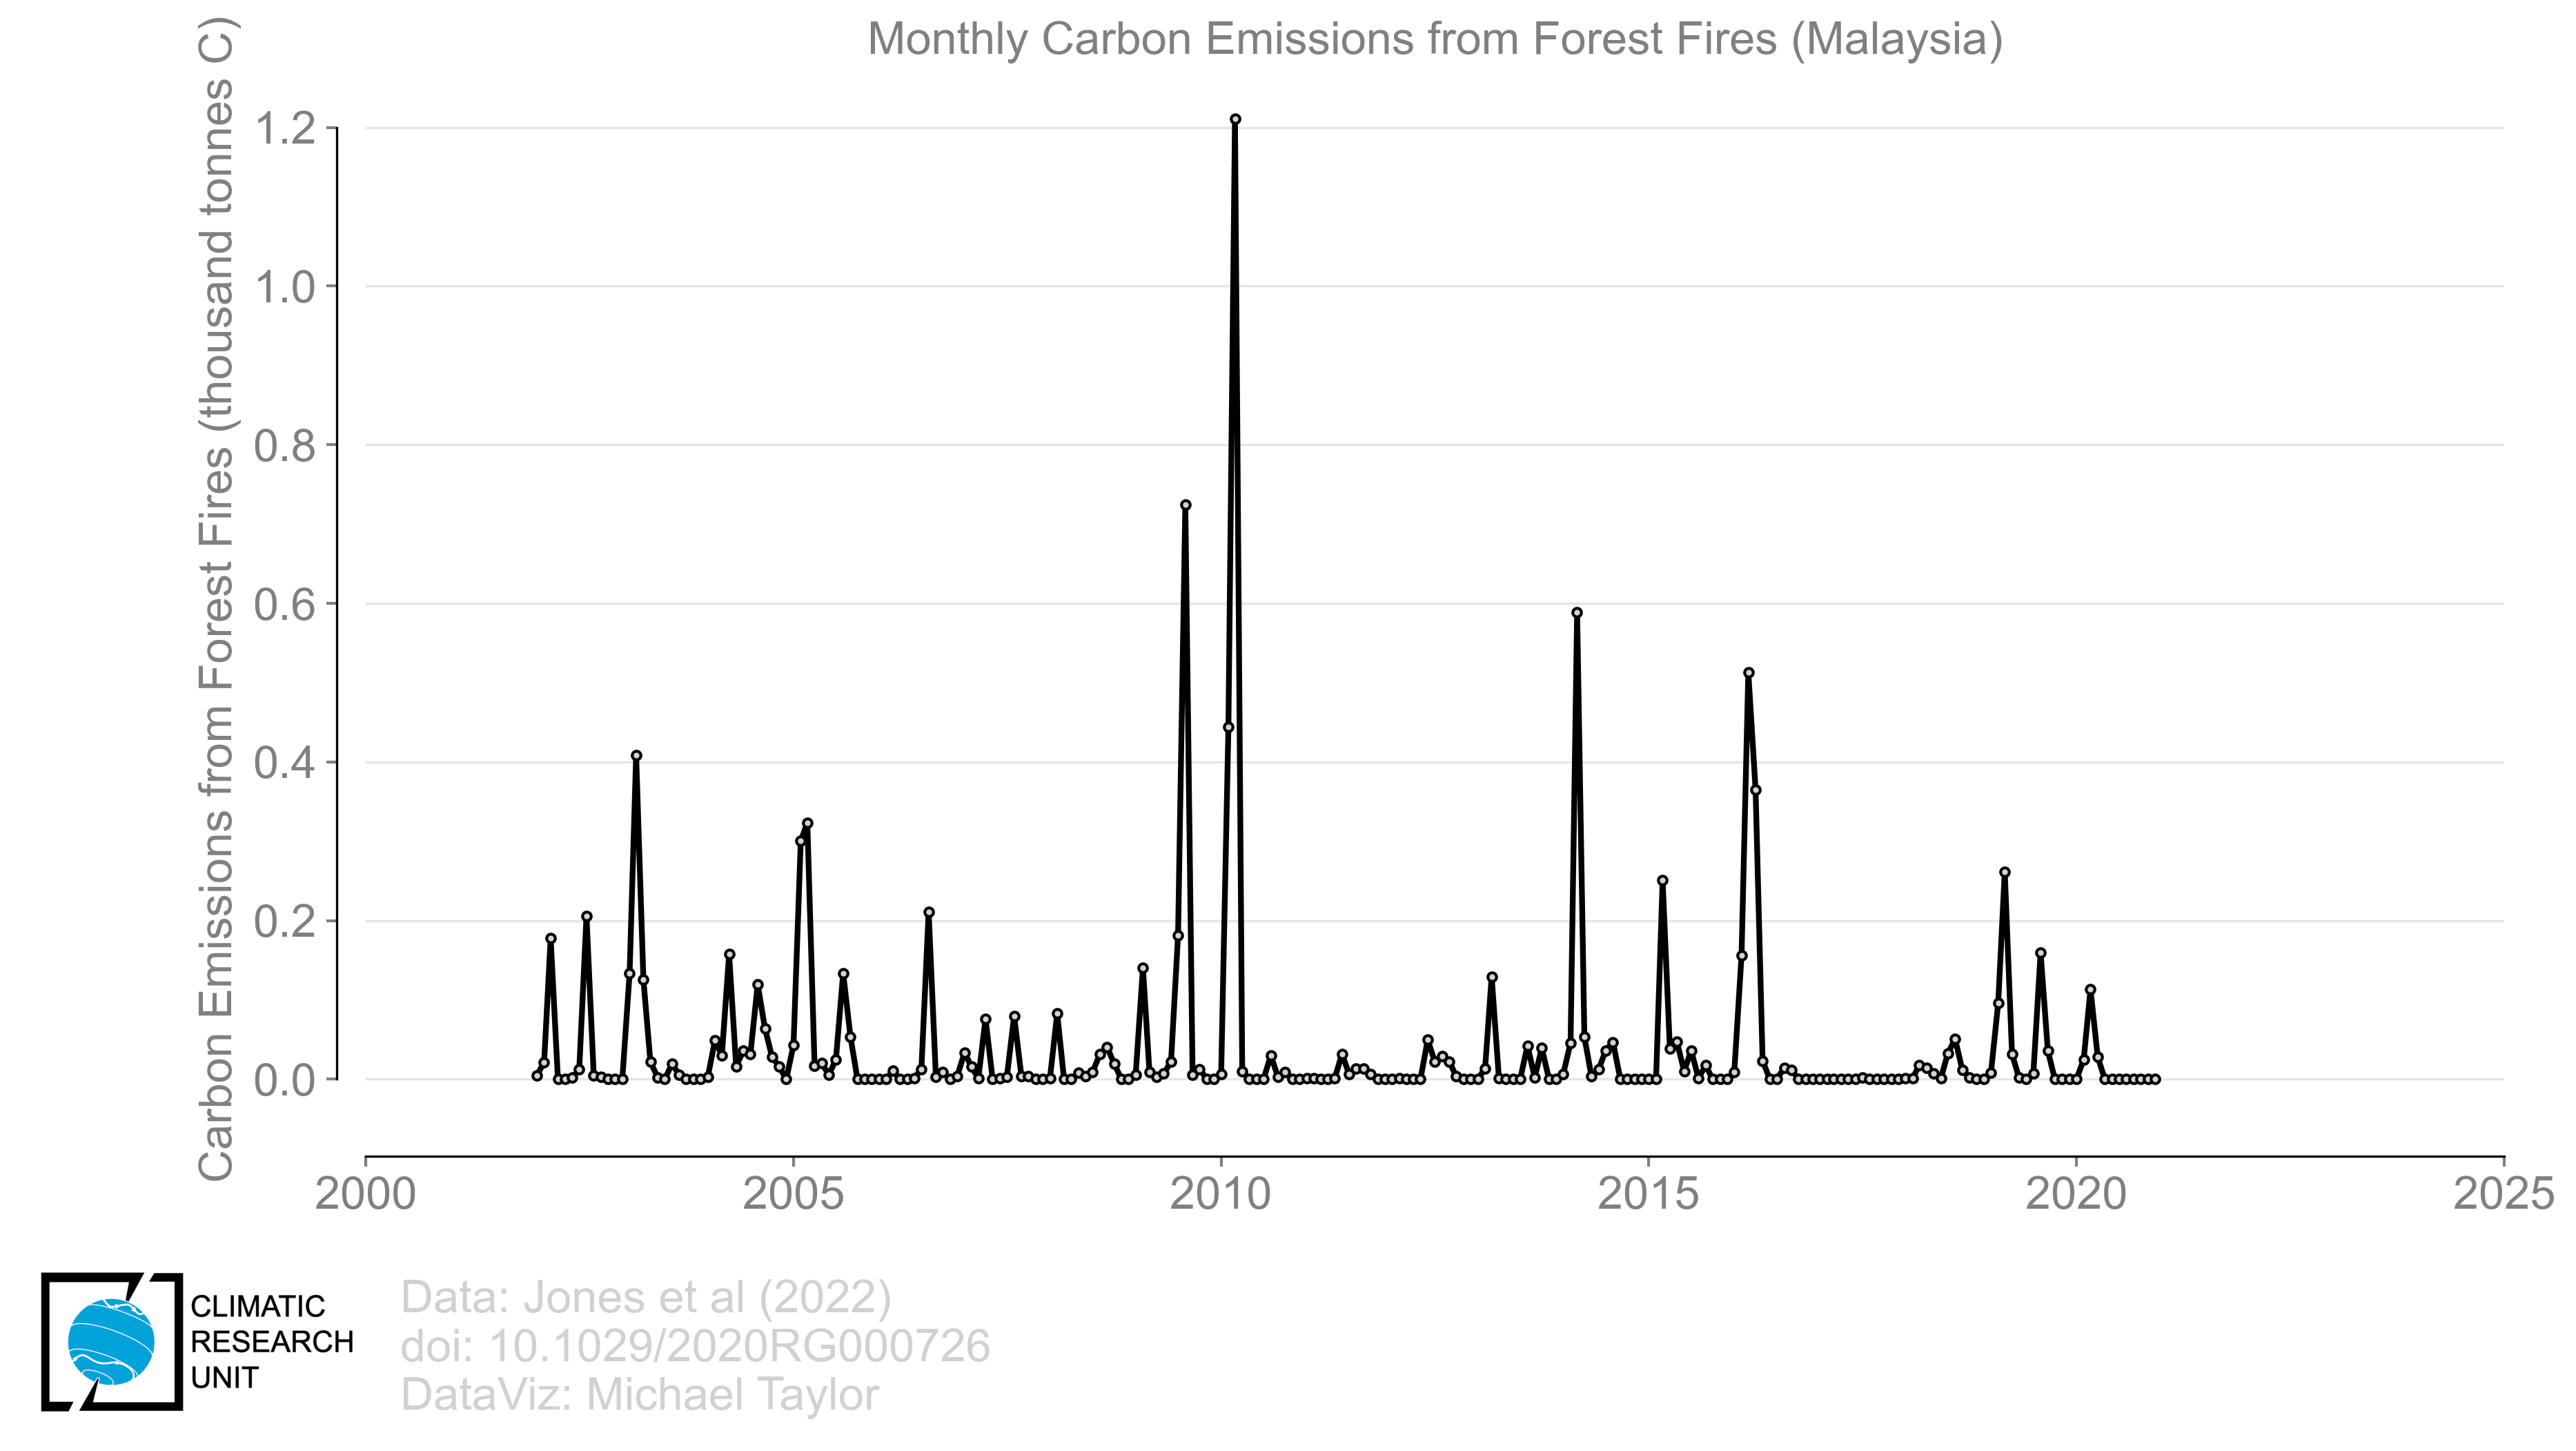 Monthly Carbon Emissions from Forest Fires (Malaysia)
Carbon Emissions from Forest Fires (thousand tonnes C)
1.2
1.0
0.8
0.6
0.4
0.2
0.0
2000 2005 2010 2015 2020 2025
CLIMATIC
RESEARCH
UNIT
Data: Jones et al (2022)
doi: 10.1029/2020RG000726
DataViz: Michael Taylor